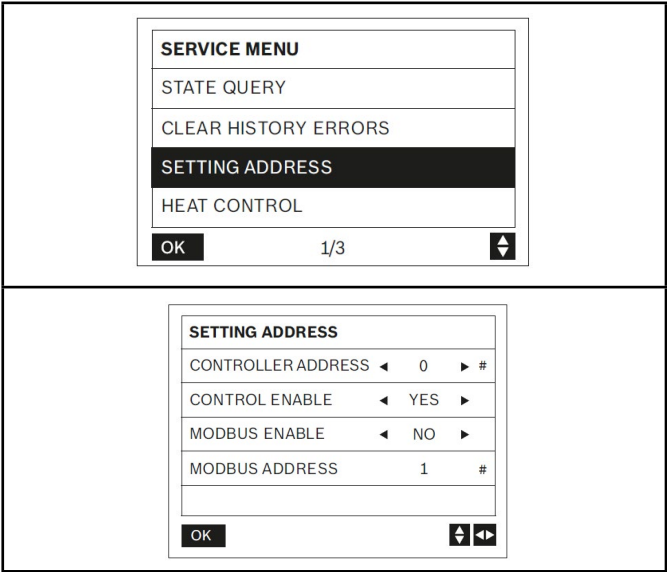 SERVICE MENU
STATE QUERY
CLEAR HISTORY ERRORS
SETTING ADDRESS
HEAT CONTROL
OK 1/3
SETTING ADDRESS
CONTROLLER ADDRESS ◄ 0 ► #
CONTROL ENABLE ◄ YES ►
MODBUS ENABLE ◄ NO ►
MODBUS ADDRESS 1 #
OK